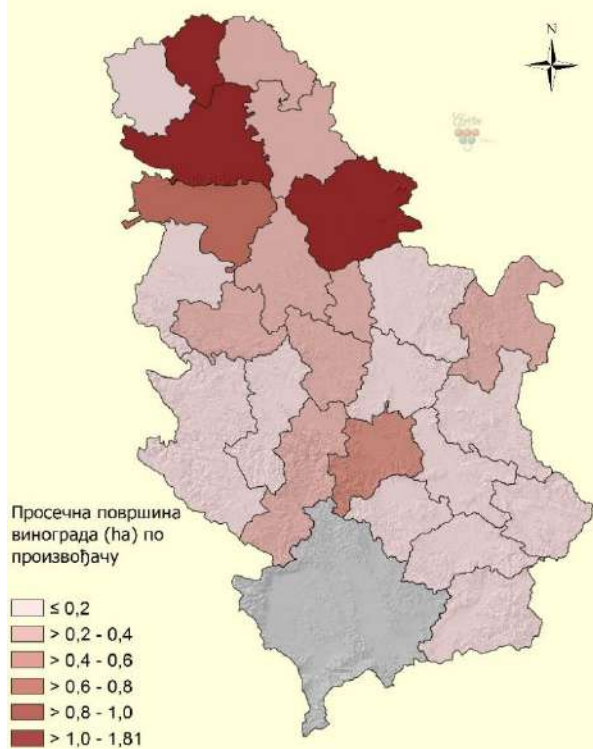 N
Просечна површина
винограда (ha) по
произвођачу
≤ 0,2
> 0,2 - 0,4
> 0,4 - 0,6
> 0,6 - 0,8
> 0,8 - 1,0
> 1,0 - 1,81